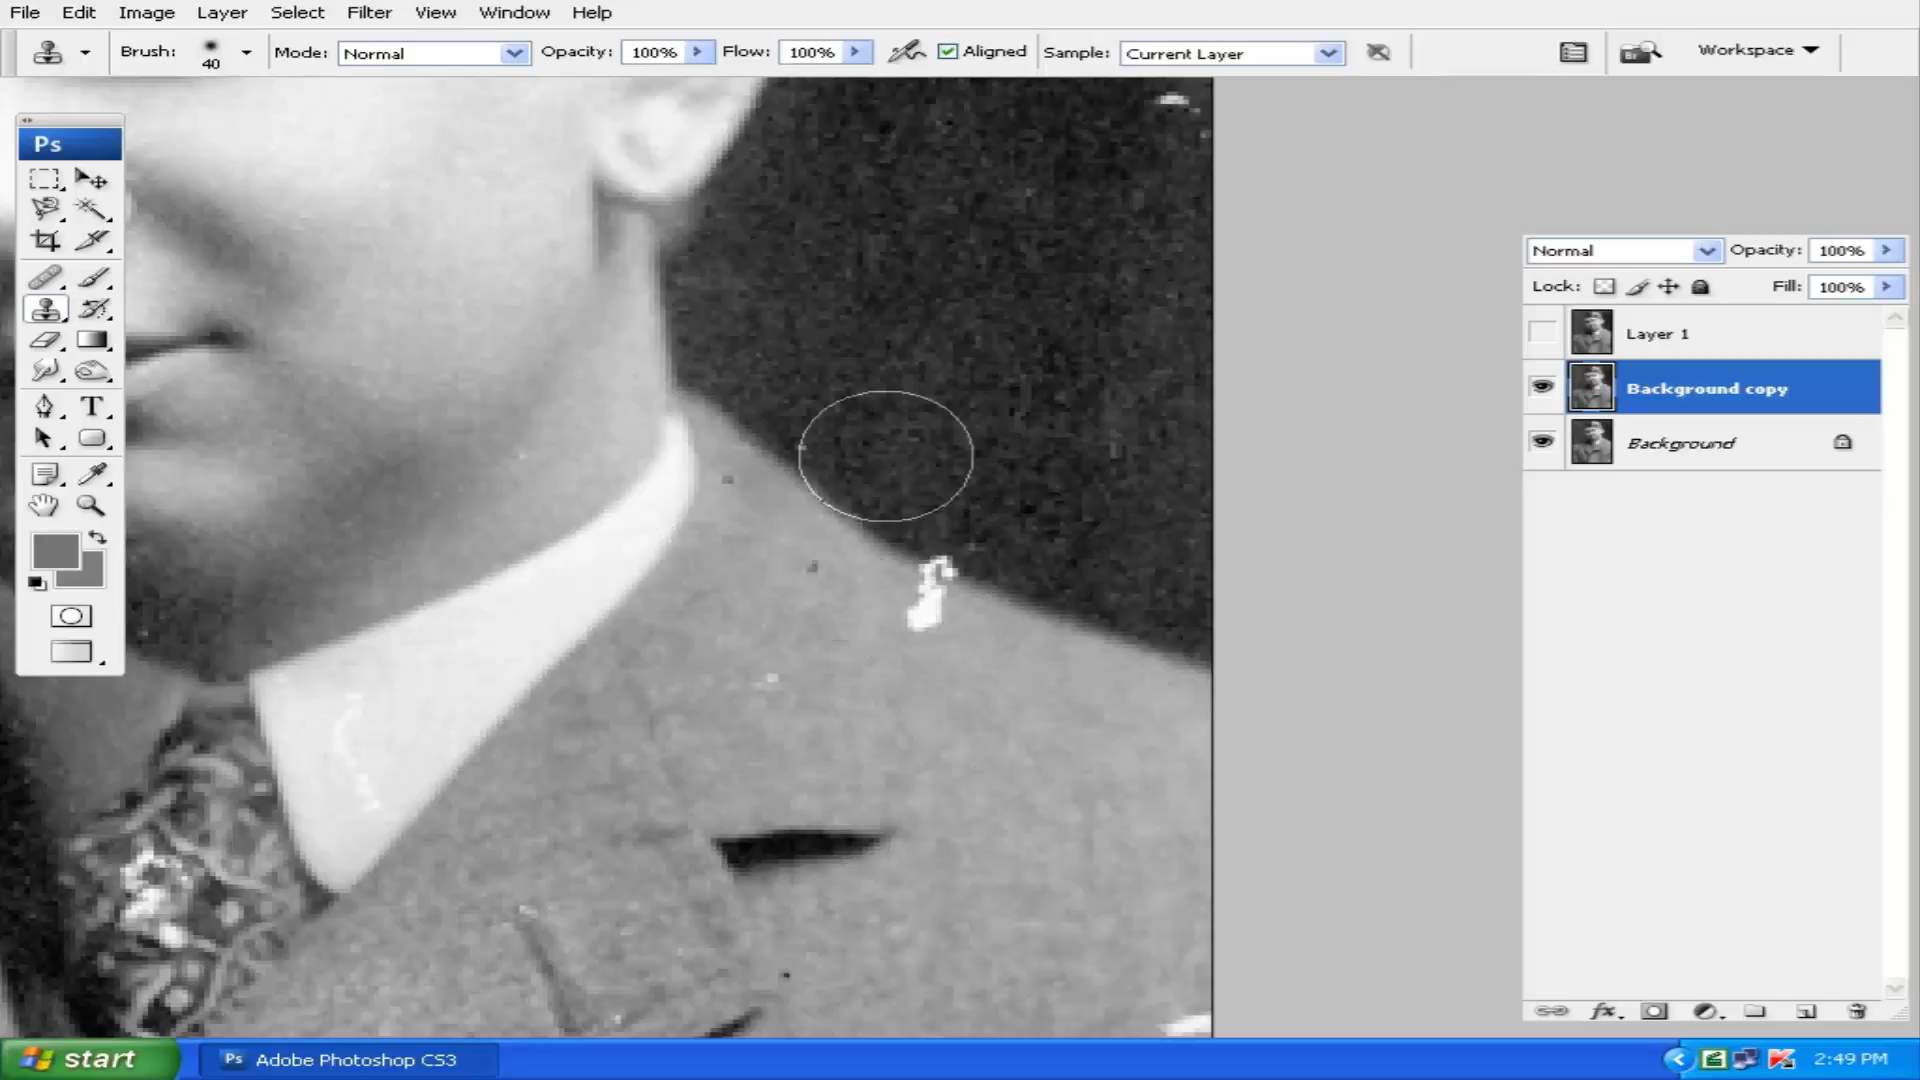 File Edit Image Layer Select Filter View Window Help
Brush: 40 Mode: Normal Opacity: 100% Flow: 100% Aligned Sample: Current Layer Workspace
Ps
T
Normal Opacity: 100%
Lock: Fill: 100%
Layer 1
Background copy
Background
fx
start Ps Adobe Photoshop CS3 2:49 PM